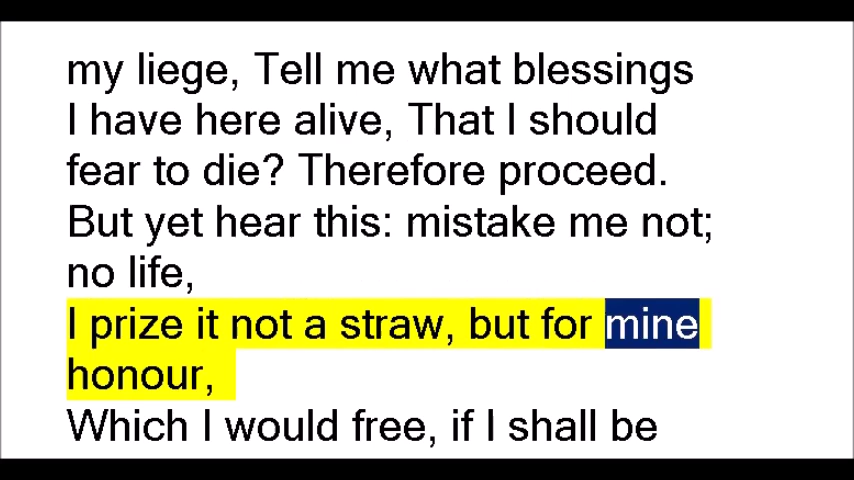 my liege, Tell me what blessings
I have here alive, That I should
fear to die? Therefore proceed.
But yet hear this: mistake me not;
no life,
I prize it not a straw, but for mine
honour,
Which I would free, if I shall be